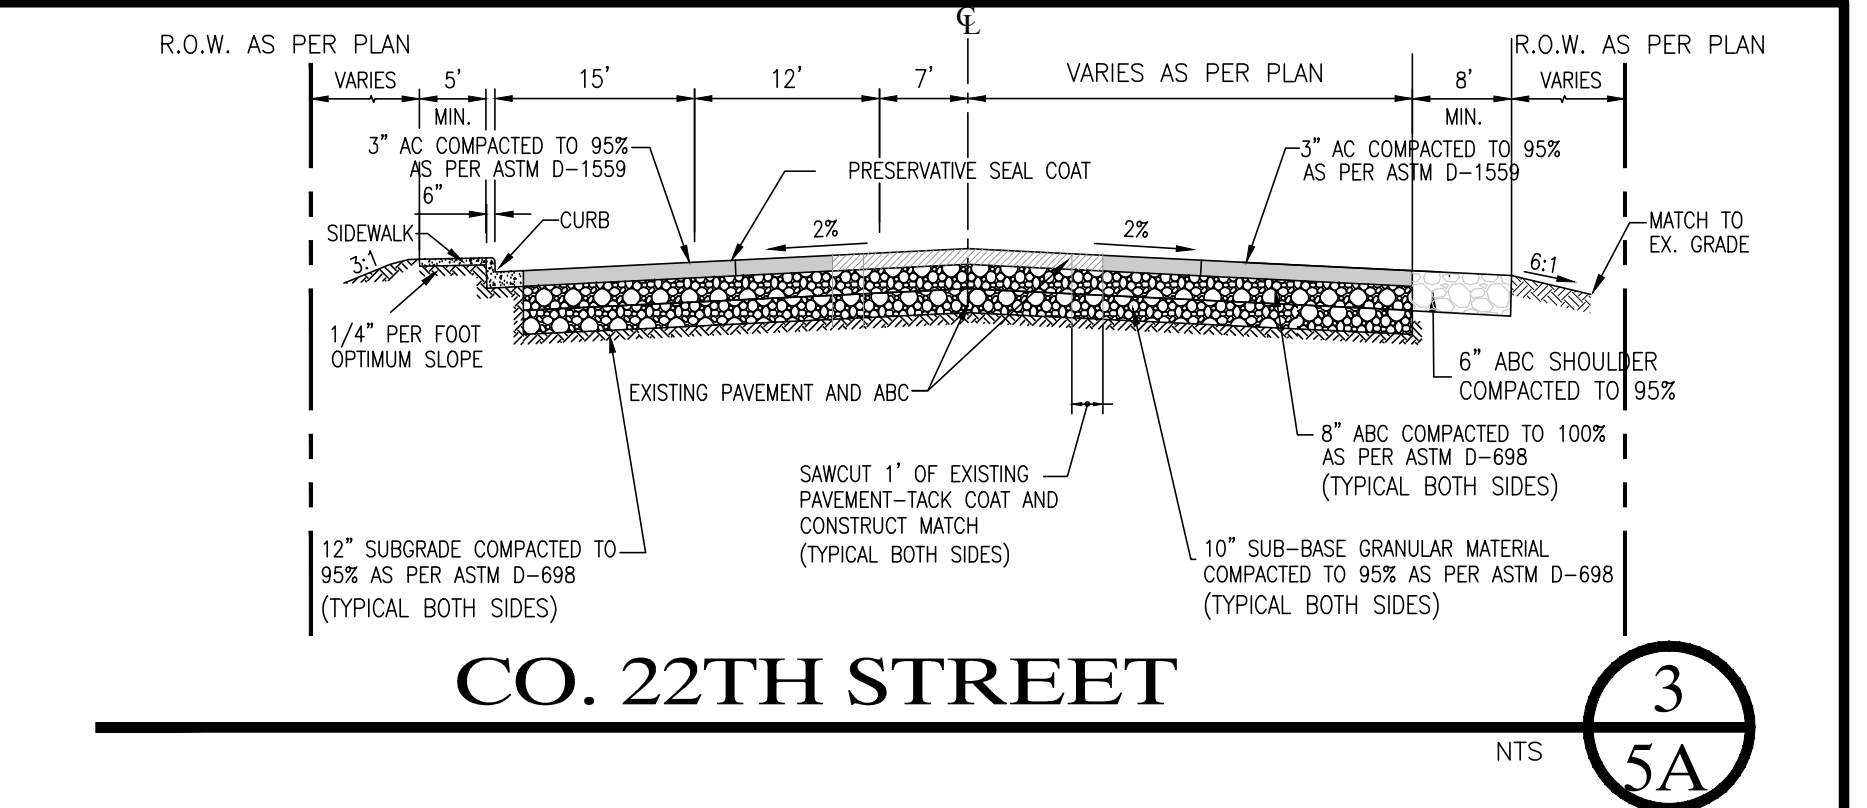 ℄
R.O.W. AS PER PLAN
R.O.W. AS PER PLAN
VARIES
5'
15'
12'
7'
VARIES AS PER PLAN
8'
VARIES
MIN.
MIN.
3" AC COMPACTED TO 95%
AS PER ASTM D-1559
PRESERVATIVE SEAL COAT
3" AC COMPACTED TO 95%
AS PER ASTM D-1559
6"
CURB
SIDEWALK
2%
2%
MATCH TO
EX. GRADE
3:1
6:1
1/4" PER FOOT
OPTIMUM SLOPE
EXISTING PAVEMENT AND ABC
6" ABC SHOULDER
COMPACTED TO 95%
8" ABC COMPACTED TO 100%
AS PER ASTM D-698
(TYPICAL BOTH SIDES)
SAWCUT 1' OF EXISTING
PAVEMENT-TACK COAT AND
CONSTRUCT MATCH
(TYPICAL BOTH SIDES)
12" SUBGRADE COMPACTED TO
95% AS PER ASTM D-698
(TYPICAL BOTH SIDES)
10" SUB-BASE GRANULAR MATERIAL
COMPACTED TO 95% AS PER ASTM D-698
(TYPICAL BOTH SIDES)
CO. 22TH STREET
3
NTS
5A